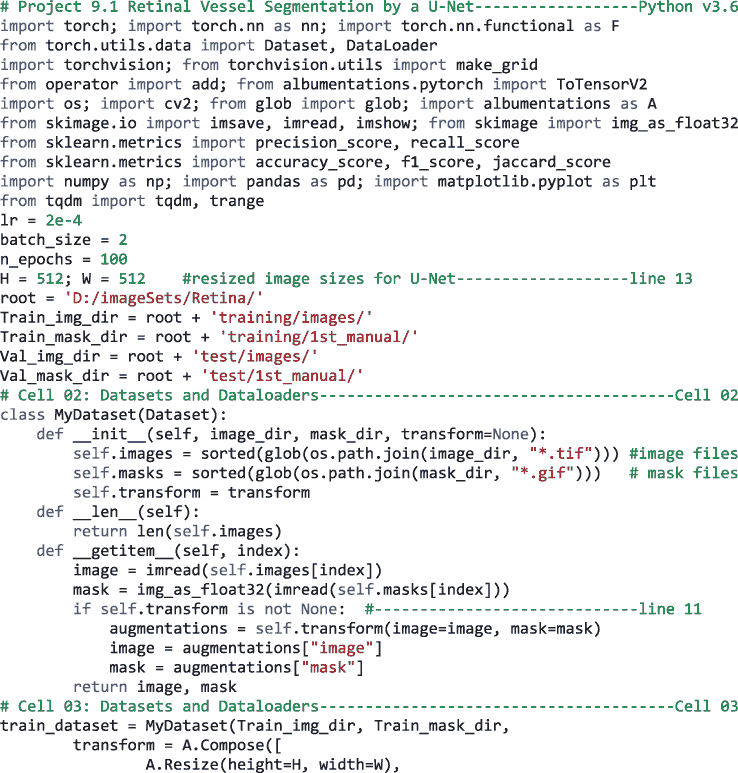 # Project 9.1 Retinal Vessel Segmentation by a U-Net------------------Python v3.6
import torch; import torch.nn as nn; import torch.nn.functional as F
from torch.utils.data import Dataset, DataLoader
import torchvision; from torchvision.utils import make_grid
from operator import add; from albumentations.pytorch import ToTensorV2
import os; import cv2; from glob import glob; import albumentations as A
from skimage.io import imsave, imread, imshow; from skimage import img_as_float32
from sklearn.metrics import precision_score, recall_score
from sklearn.metrics import accuracy_score, f1_score, jaccard_score
import numpy as np; import pandas as pd; import matplotlib.pyplot as plt
from tqdm import tqdm, trange
lr = 2e-4
batch_size = 2
n_epochs = 100
H = 512; W = 512    #resized image sizes for U-Net-------------------line 13
root = 'D:/imageSets/Retina/'
Train_img_dir = root + 'training/images/'
Train_mask_dir = root + 'training/1st_manual/'
Val_img_dir = root + 'test/images/'
Val_mask_dir = root + 'test/1st_manual/'
# Cell 02: Datasets and Dataloaders---------------------------------------Cell 02
class MyDataset(Dataset):
    def __init__(self, image_dir, mask_dir, transform=None):
        self.images = sorted(glob(os.path.join(image_dir, "*.tif"))) #image files
        self.masks = sorted(glob(os.path.join(mask_dir, "*.gif")))   # mask files
        self.transform = transform
    def __len__(self):
        return len(self.images)
    def __getitem__(self, index):
        image = imread(self.images[index])
        mask = img_as_float32(imread(self.masks[index]))
        if self.transform is not None:  #-----------------------------line 11
            augmentations = self.transform(image=image, mask=mask)
            image = augmentations["image"]
            mask = augmentations["mask"]
        return image, mask
# Cell 03: Datasets and Dataloaders---------------------------------------Cell 03
train_dataset = MyDataset(Train_img_dir, Train_mask_dir,
        transform = A.Compose([
                A.Resize(height=H, width=W),